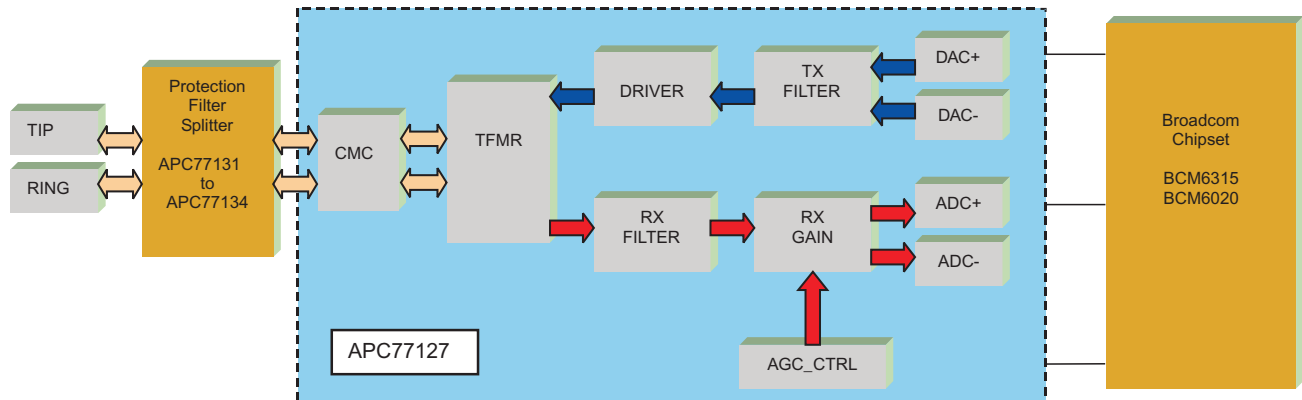 TIP
RING
Protection
Filter
Splitter
APC77131
to
APC77134
CMC
TFMR
DRIVER
TX
FILTER
DAC+
DAC-
RX
FILTER
RX
GAIN
ADC+
ADC-
AGC_CTRL
APC77127
Broadcom
Chipset
BCM6315
BCM6020